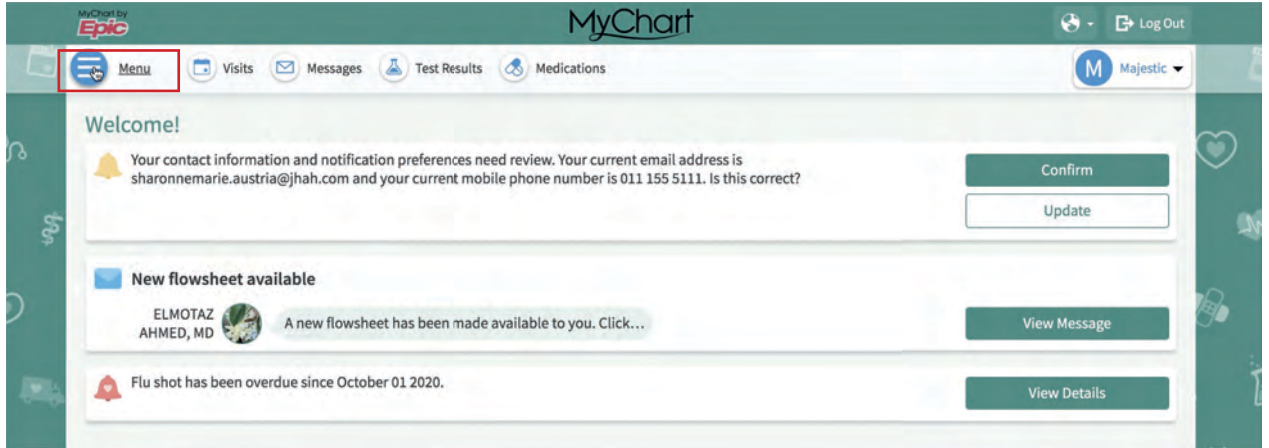 MyChart by
Epic
MyChart
Log Out
Menu
Visits
Messages
Test Results
Medications
M
Majestic
Welcome!
Your contact information and notification preferences need review. Your current email address is
sharonnemarie.austria@jhah.com and your current mobile phone number is 011 155 5111. Is this correct?
Confirm
Update
New flowsheet available
ELMOTAZ
AHMED, MD
A new flowsheet has been made available to you. Click...
View Message
Flu shot has been overdue since October 01 2020.
View Details